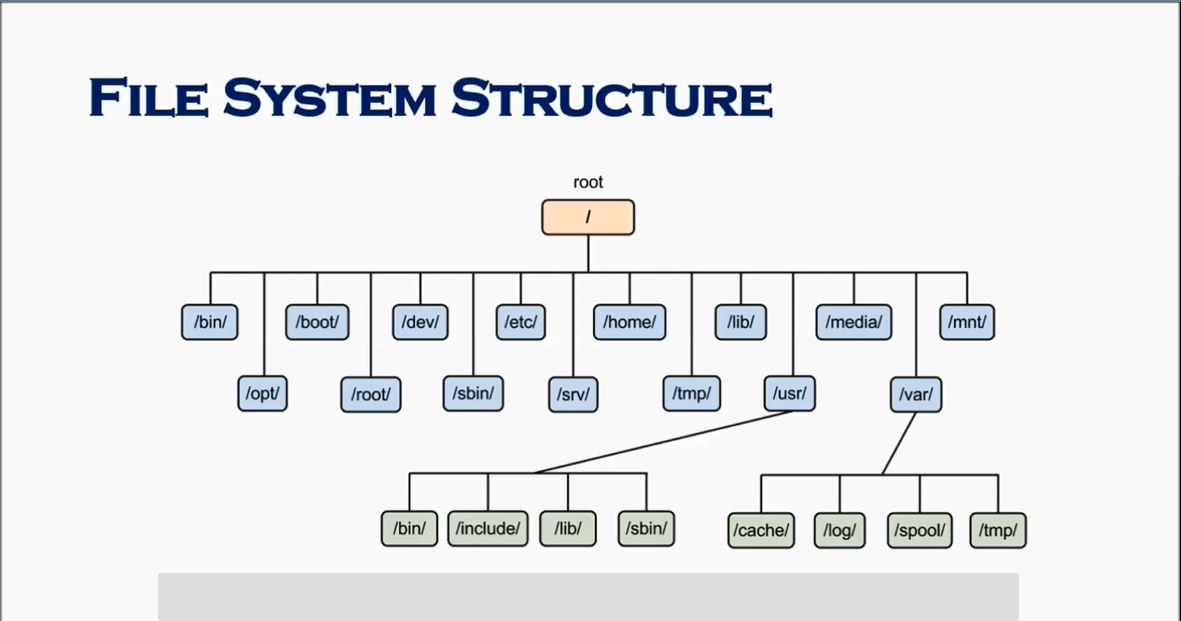 FILE SYSTEM STRUCTURE
root
/
/bin/ /boot/ /dev/ /etc/ /home/ /lib/ /media/ /mnt/
/opt/ /root/ /sbin/ /srv/ /tmp/ /usr/ /var/
/bin/ /include/ /lib/ /sbin/ /cache/ /log/ /spool/ /tmp/